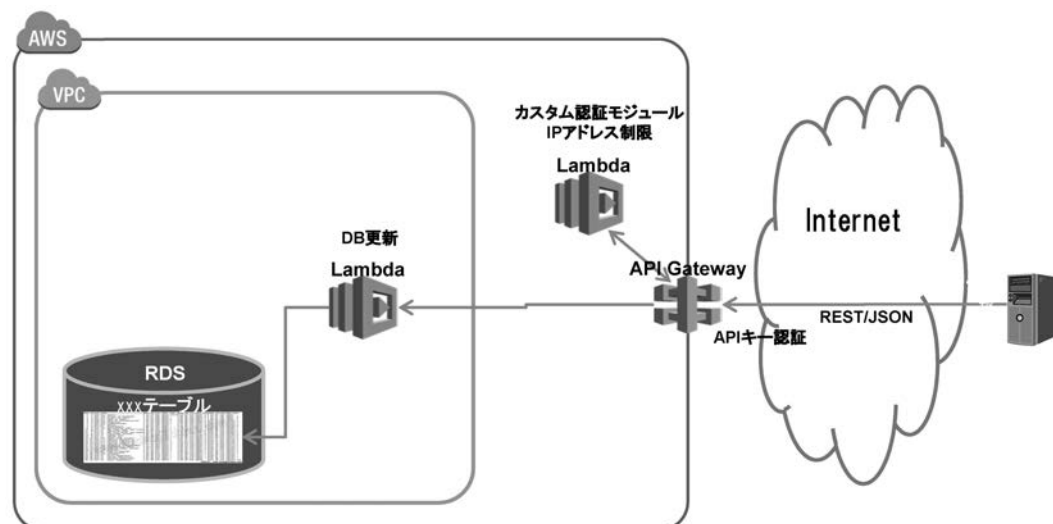 AWS
VPC
カスタム認証モジュール
IPアドレス制限
Lambda
DB更新
Lambda
API Gateway
Internet
REST/JSON
APIキー認証
RDS
xxxテーブル